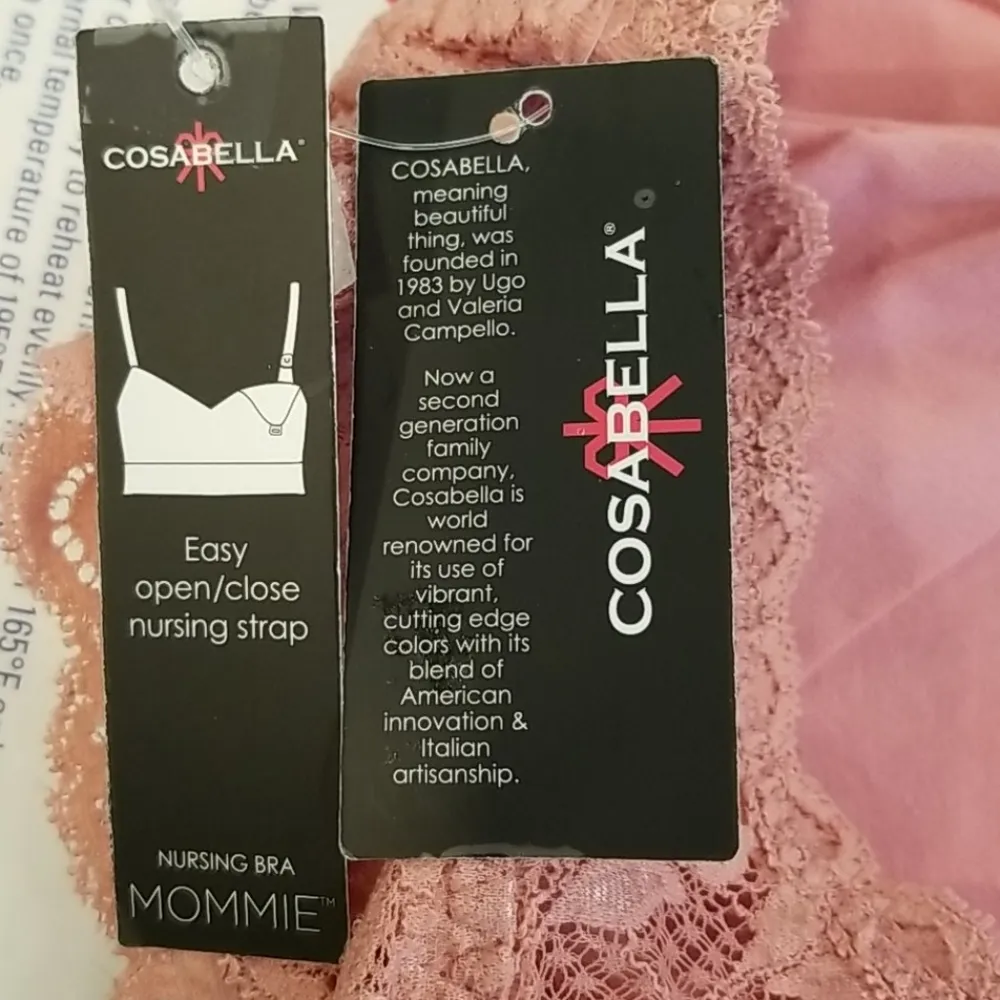 COSABELLA®
Easy
open/close
nursing strap
NURSING BRA
MOMMIE™
COSABELLA,
meaning
beautiful
thing, was
founded in
1983 by Ugo
and Valeria
Campello.
Now a
second
generation
family
company,
Cosabella is
world
renowned for
its use of
vibrant,
cutting edge
colors with its
blend of
American
innovation &
Italian
artisanship.
COSABELLA®
once.
temperature of
to reheat evenly.
165°F